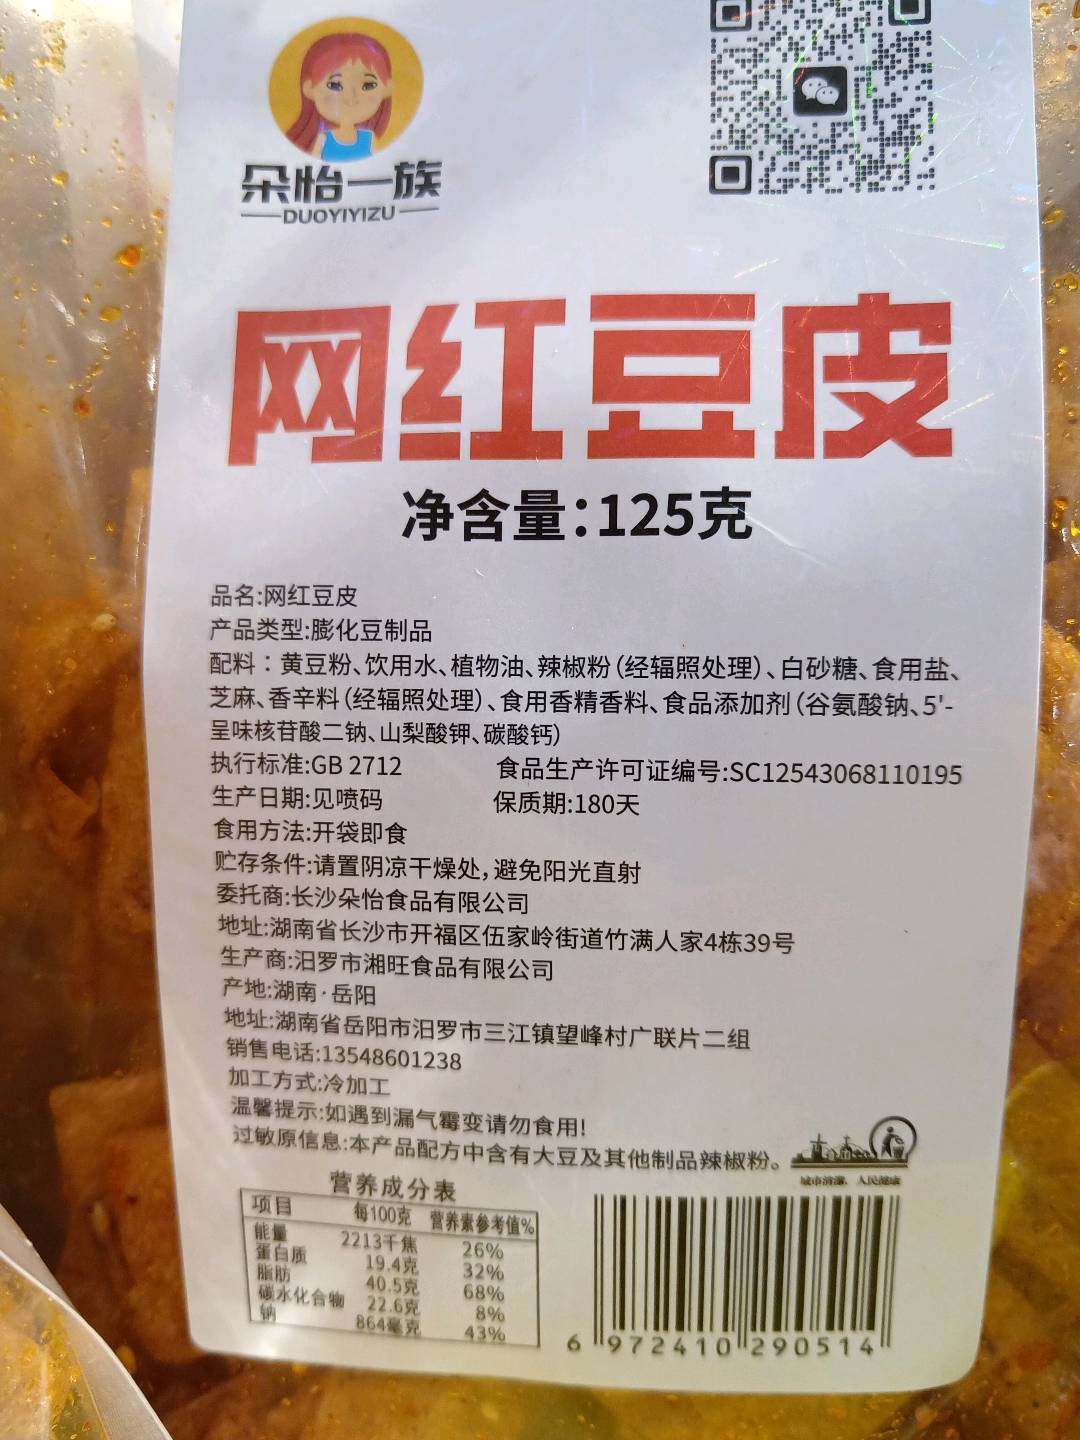 朵怡一族
DUOYIYIZU
网红豆皮
净含量:125克
品名:网红豆皮
产品类型:膨化豆制品
配料：黄豆粉、饮用水、植物油、辣椒粉(经辐照处理)、白砂糖、食用盐、
芝麻、香辛料(经辐照处理)、食用香精香料、食品添加剂(谷氨酸钠、5'-
呈味核苷酸二钠、山梨酸钾、碳酸钙)
执行标准:GB 2712 食品生产许可证编号:SC12543068110195
生产日期:见喷码 保质期:180天
食用方法:开袋即食
贮存条件:请置阴凉干燥处,避免阳光直射
委托商:长沙朵怡食品有限公司
地址:湖南省长沙市开福区伍家岭街道竹满人家4栋39号
生产商:汨罗市湘旺食品有限公司
产地:湖南·岳阳
地址:湖南省岳阳市汨罗市三江镇望峰村广联片二组
销售电话:13548601238
加工方式:冷加工
温馨提示:如遇到漏气霉变请勿食用!
过敏原信息:本产品配方中含有大豆及其他制品辣椒粉。
城市清洁,人民健康
营养成分表
项目 每100克 营养素参考值%
能量 2213千焦 26%
蛋白质 19.4克 32%
脂肪 40.5克 68%
碳水化合物 22.6克 8%
钠 864毫克 43%
6 972410 290514